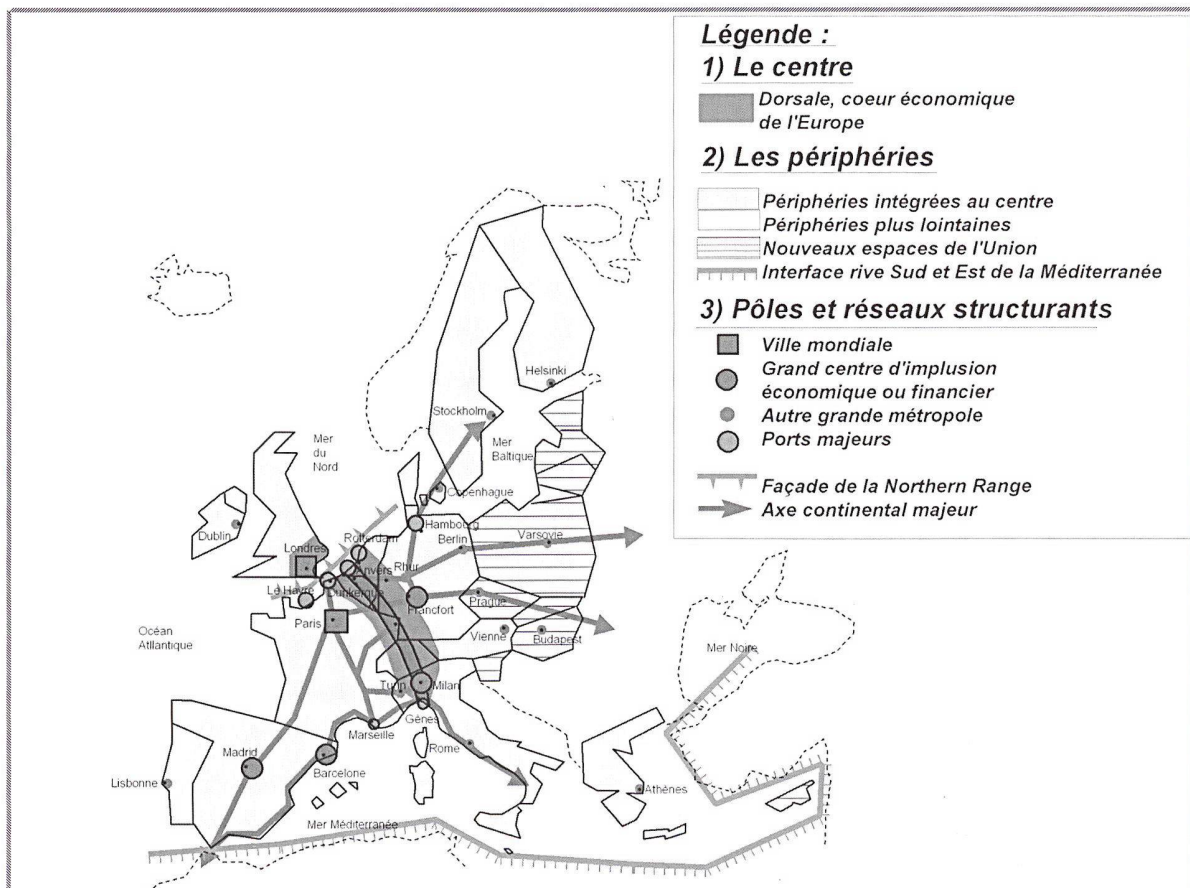 Légende :
1) Le centre
Dorsale, coeur économique
de l'Europe
2) Les périphéries
Périphéries intégrées au centre
Périphéries plus lointaines
Nouveaux espaces de l'Union
Interface rive Sud et Est de la Méditerranée
3) Pôles et réseaux structurants
Ville mondiale
Grand centre d'implusion
économique ou financier
Autre grande métropole
Ports majeurs
Façade de la Northern Range
Axe continental majeur
Helsinki
Stockholm
Mer
du
Nord
Mer
Baltique
Copenhague
Dublin
Hambourg
Rotterdam
Berlin
Varsovie
Londres
Anvers
Rhur
Le Havre
Dunkerque
Francfort
Prague
Paris
Océan
Atllantique
Vienne
Budapest
Mer Noire
Turin
Milan
Gênes
Marseille
Rome
Madrid
Barcelone
Lisbonne
Athénes
Mer Méditerranée